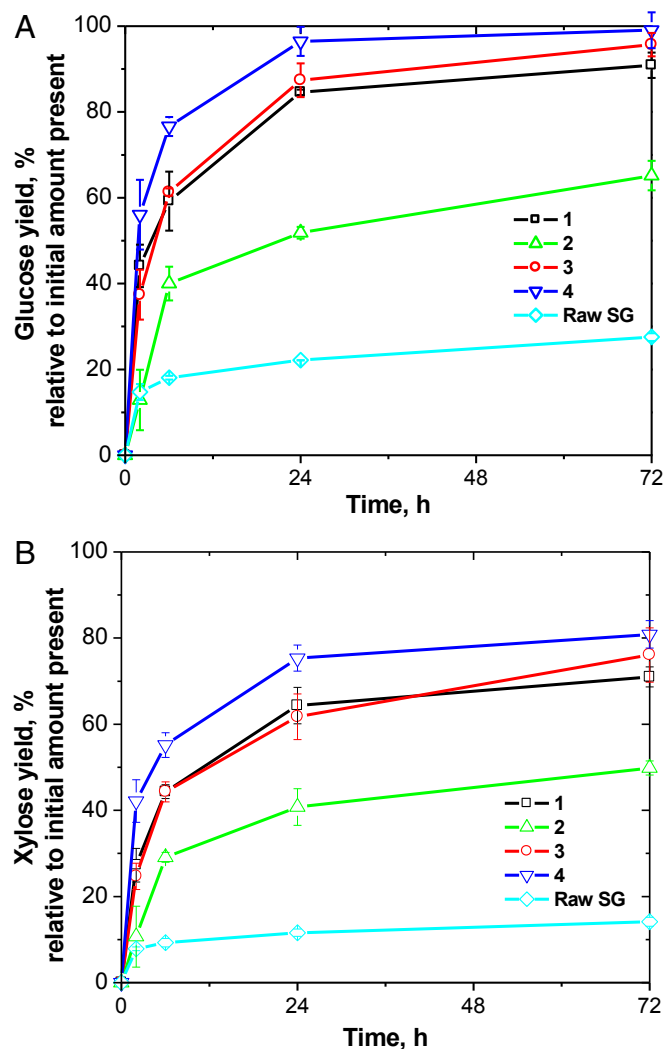 A
100
80
60
40
20
0
Glucose yield, %
relative to initial amount present
1
2
3
4
Raw SG
0
24
48
72
Time, h
B
100
80
60
40
20
0
Xylose yield, %
relative to initial amount present
1
2
3
4
Raw SG
0
24
48
72
Time, h